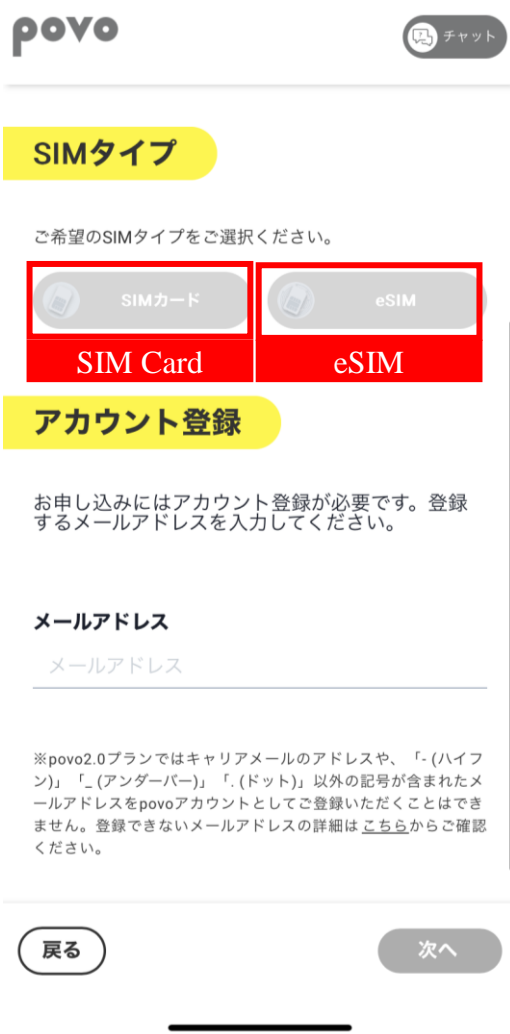 povo
チャット
SIMタイプ
ご希望のSIMタイプをご選択ください。
SIMカード
eSIM
SIM Card
eSIM
アカウント登録
お申し込みにはアカウント登録が必要です。登録
するメールアドレスを入力してください。
メールアドレス
メールアドレス
※povo2.0プランではキャリアメールのアドレスや、「- (ハイフ
ン)」「_ (アンダーバー)」「. (ドット)」以外の記号が含まれたメ
ールアドレスをpovoアカウントとしてご登録いただくことはでき
ません。登録できないメールアドレスの詳細は こちらからご確認
ください。
戻る
次へ